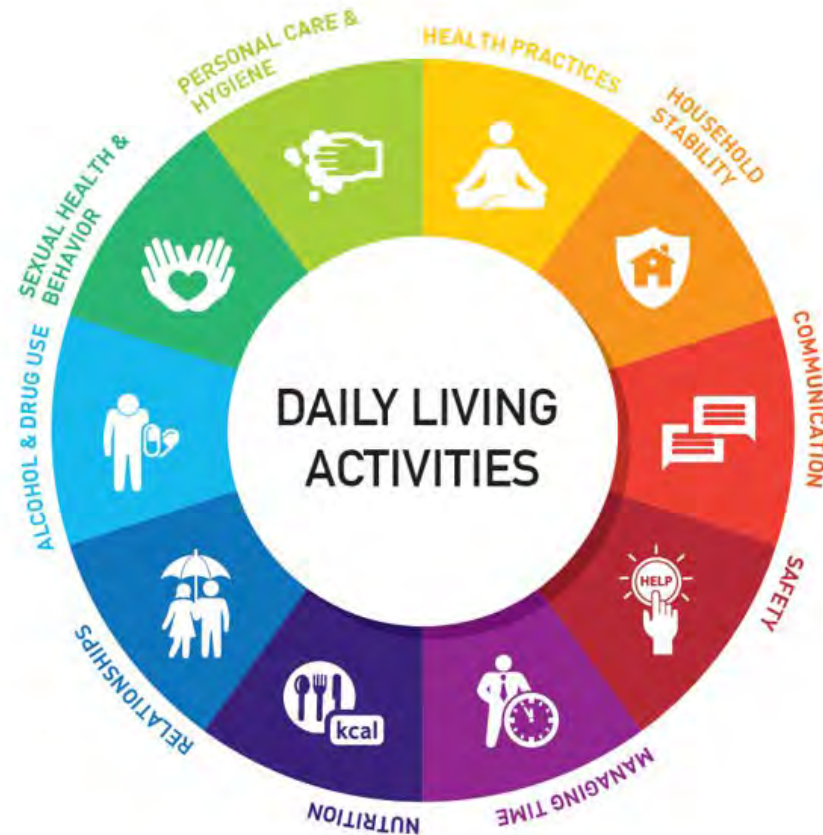 PERSONAL CARE &
HYGIENE
HEALTH PRACTICES
HOUSEHOLD
STABILITY
COMMUNICATION
SAFETY
HELP
MANAGING TIME
NUTRITION
kcal
RELATIONSHIPS
ALCOHOL & DRUG USE
SEXUAL HEALTH &
BEHAVIOR
DAILY LIVING
ACTIVITIES